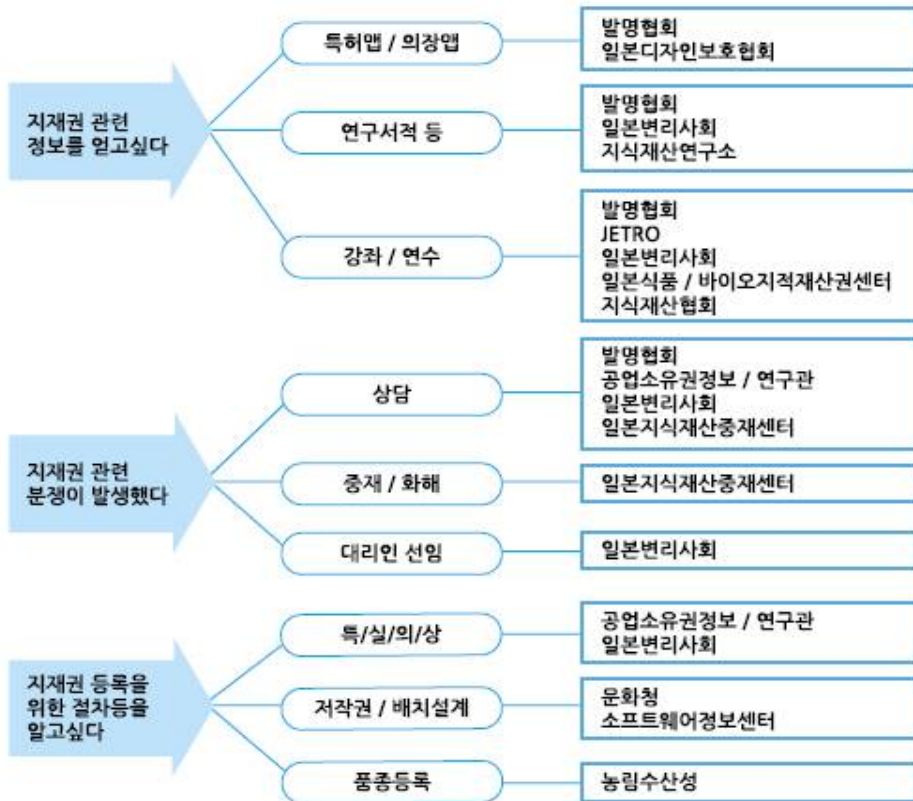 지재권 관련
정보를 얻고싶다
특허맵 / 의장맵
발명협회
일본디자인보호협회
연구서적 등
발명협회
일본변리사회
지식재산연구소
강좌 / 연수
발명협회
JETRO
일본변리사회
일본식품 / 바이오지적재산권센터
지식재산협회
지재권 관련
분쟁이 발생했다
상담
발명협회
공업소유권정보 / 연구관
일본변리사회
일본지식재산중재센터
중재 / 화해
일본지식재산중재센터
대리인 선임
일본변리사회
지재권 등록을
위한 절차등을
알고싶다
특/실/의/상
공업소유권정보 / 연구관
일본변리사회
저작권 / 배치설계
문화청
소프트웨어정보센터
품종등록
농림수산성